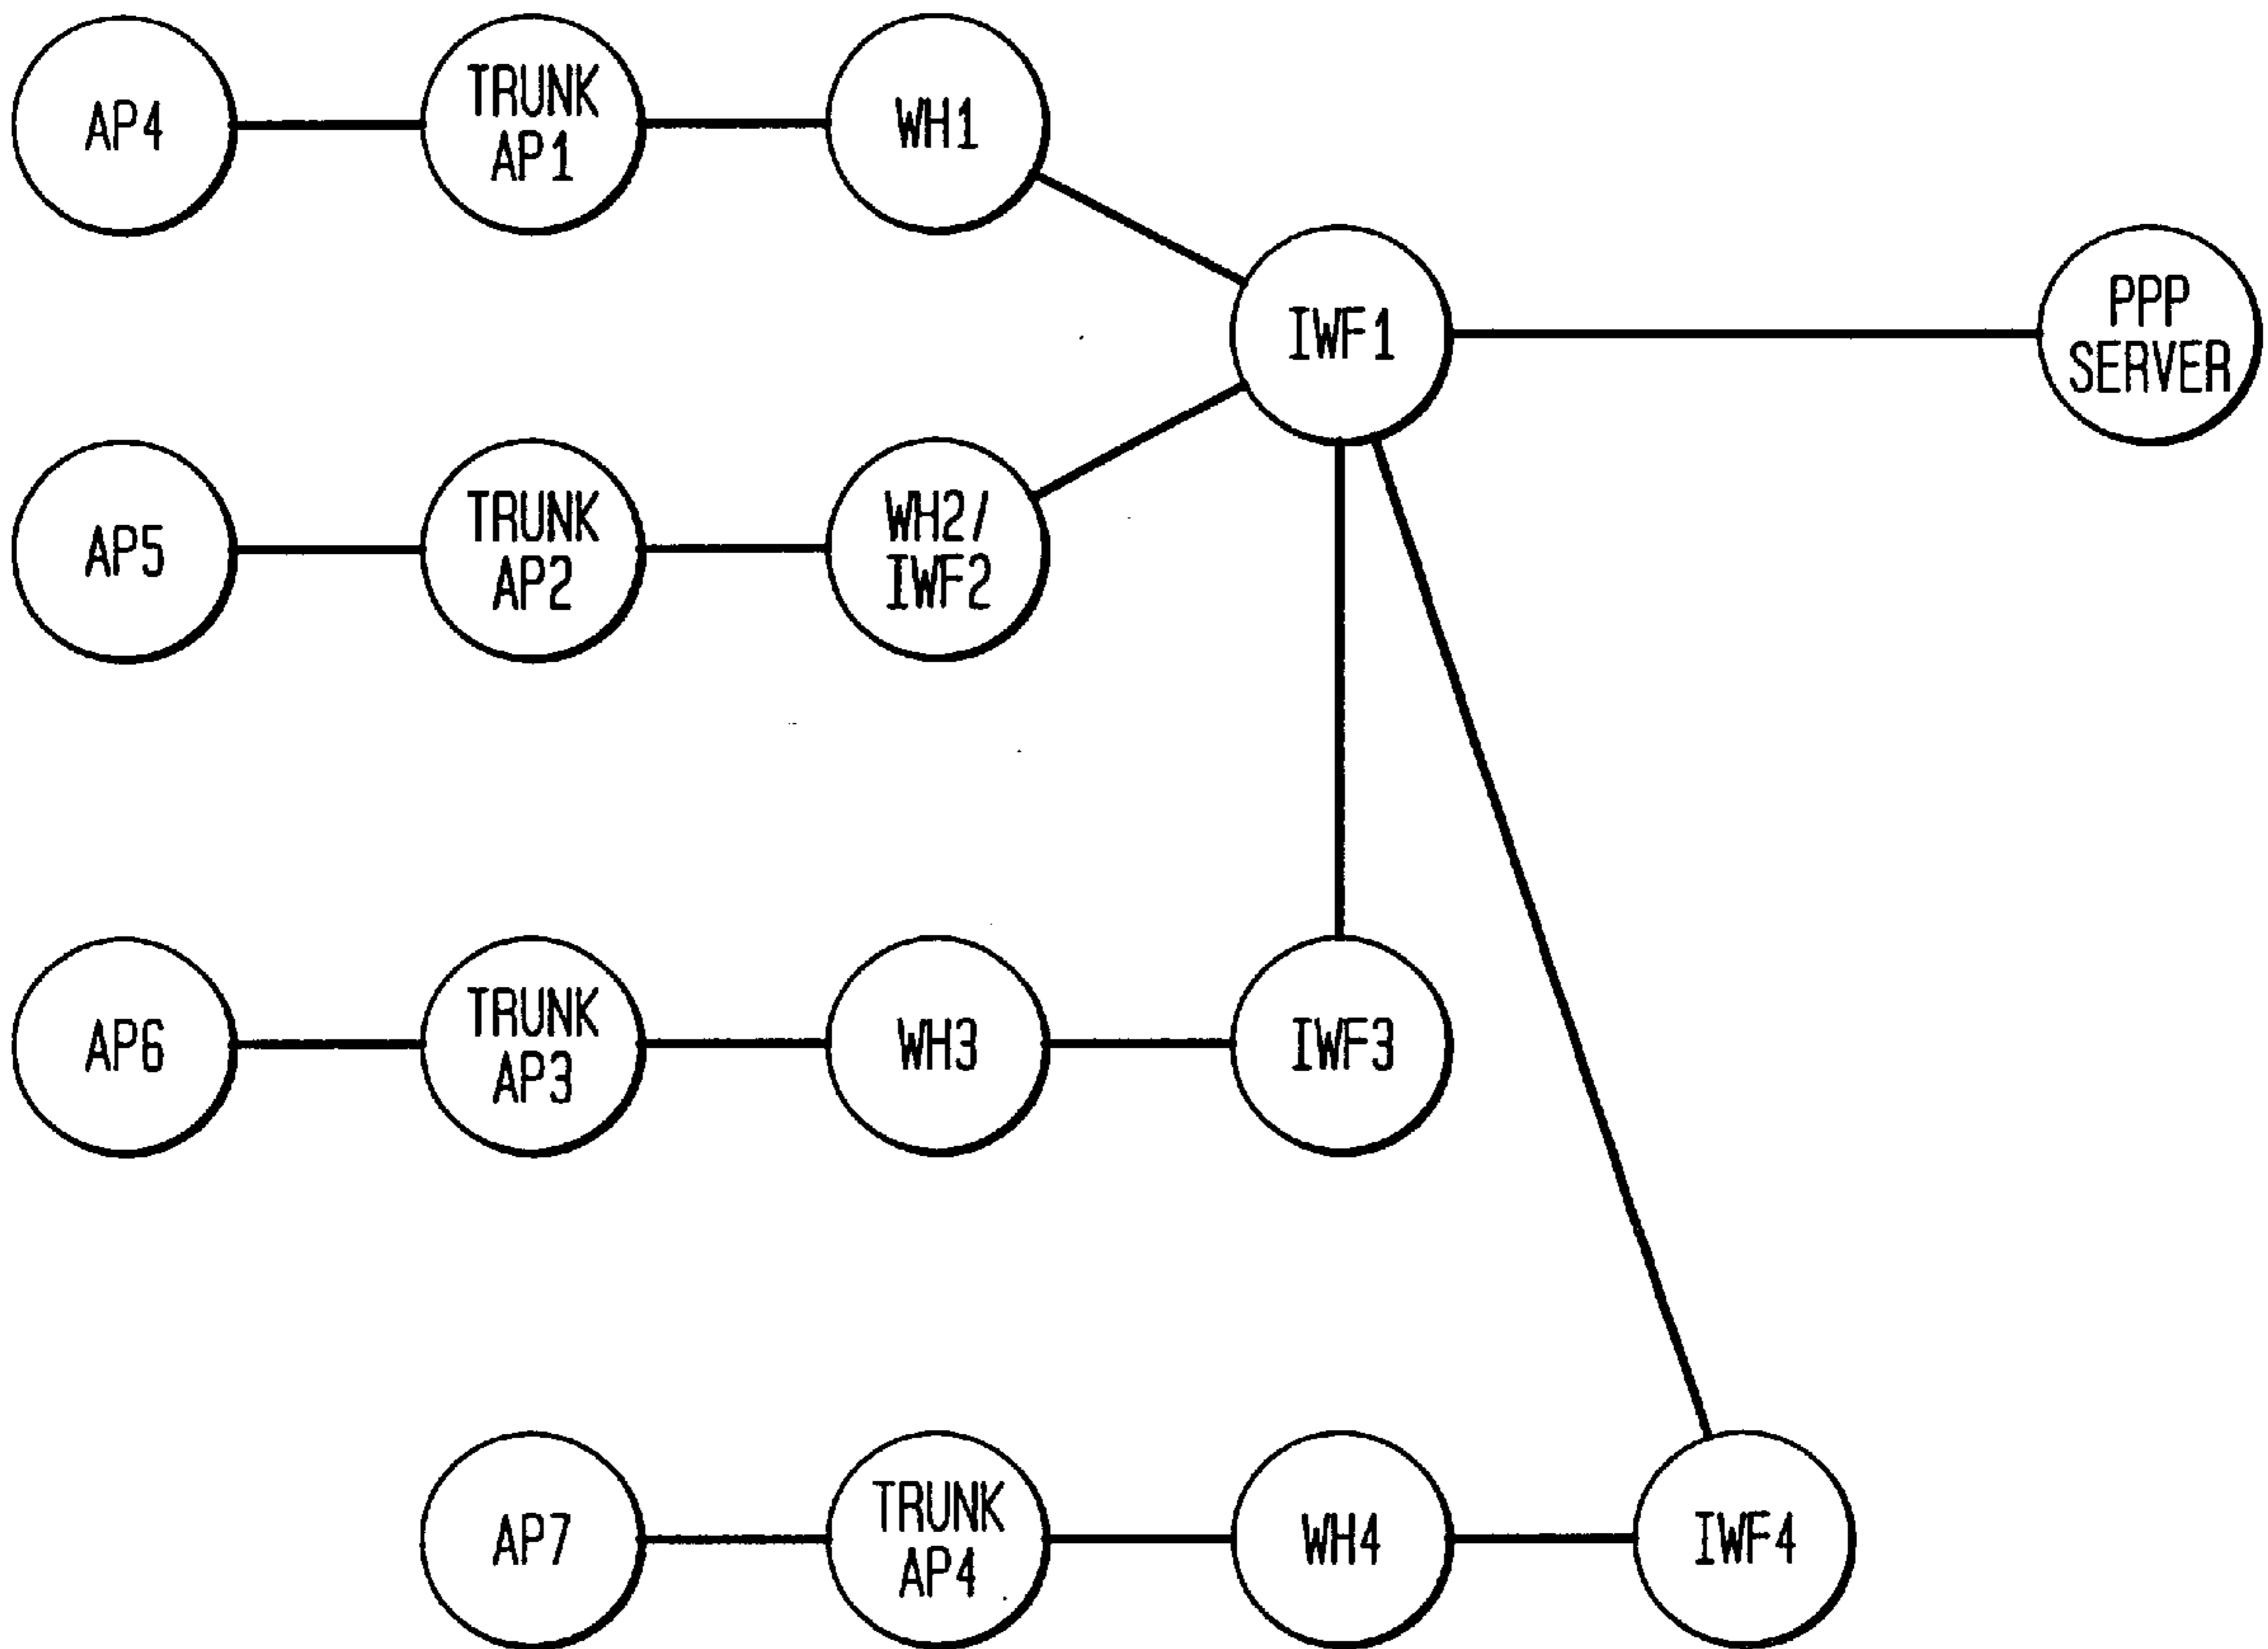 AP4
TRUNK
AP1
WH1
IWF1
PPP
SERVER
AP5
TRUNK
AP2
WH2/
IWF2
AP6
TRUNK
AP3
WH3
IWF3
AP7
TRUNK
AP4
WH4
IWF4